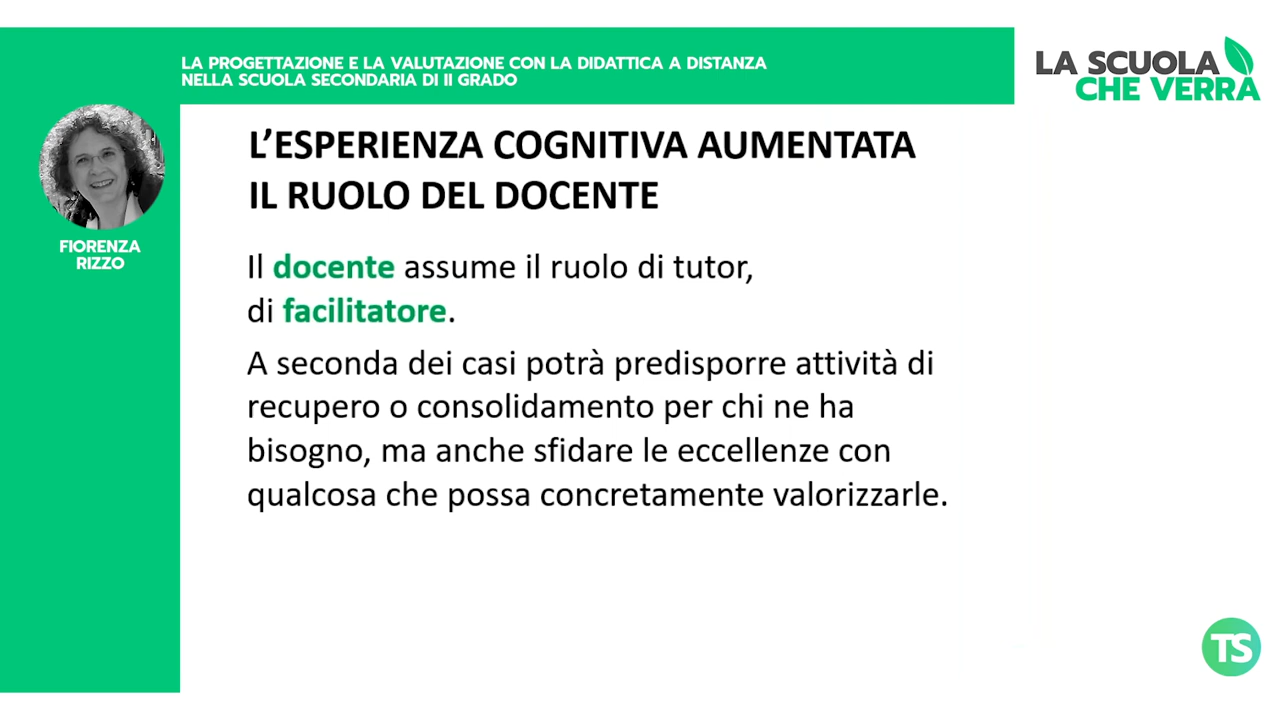 LA PROGETTAZIONE E LA VALUTAZIONE CON LA DIDATTICA A DISTANZA
NELLA SCUOLA SECONDARIA DI II GRADO
LA SCUOLA
CHE VERRÀ
FIORENZA
RIZZO
L'ESPERIENZA COGNITIVA AUMENTATA
IL RUOLO DEL DOCENTE
Il docente assume il ruolo di tutor,
di facilitatore.
A seconda dei casi potrà predisporre attività di
recupero o consolidamento per chi ne ha
bisogno, ma anche sfidare le eccellenze con
qualcosa che possa concretamente valorizzarle.
TS